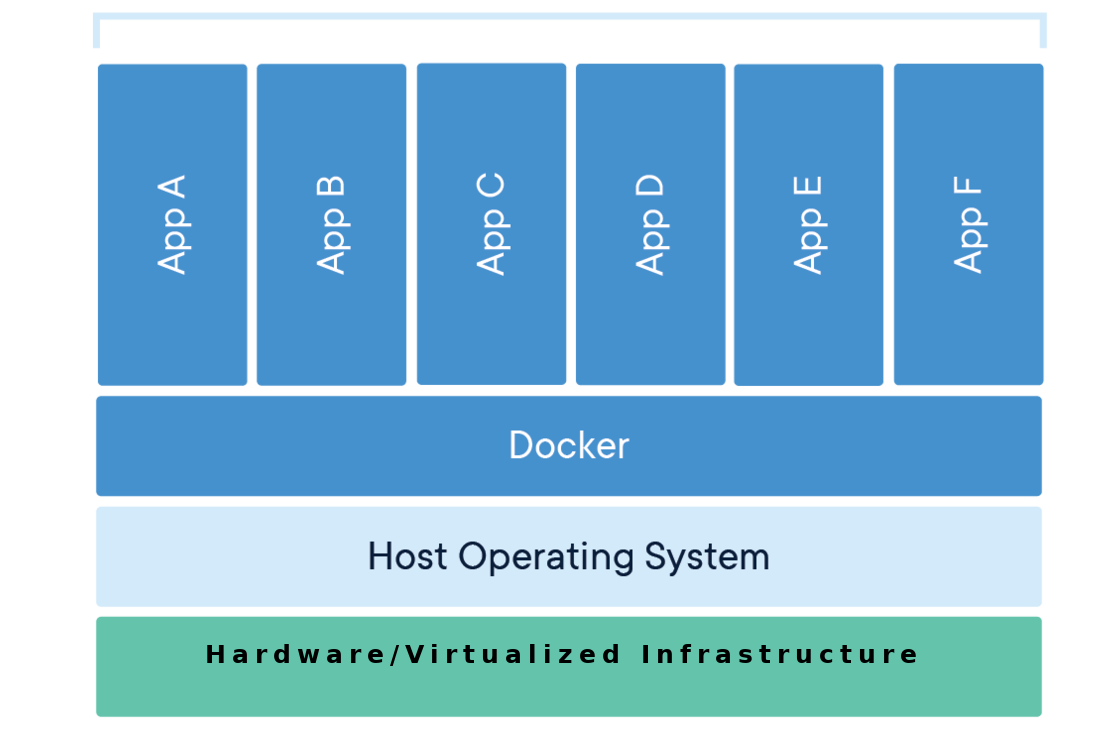 App A
App B
App C
App D
App E
App F
Docker
Host Operating System
Hardware/Virtualized Infrastructure